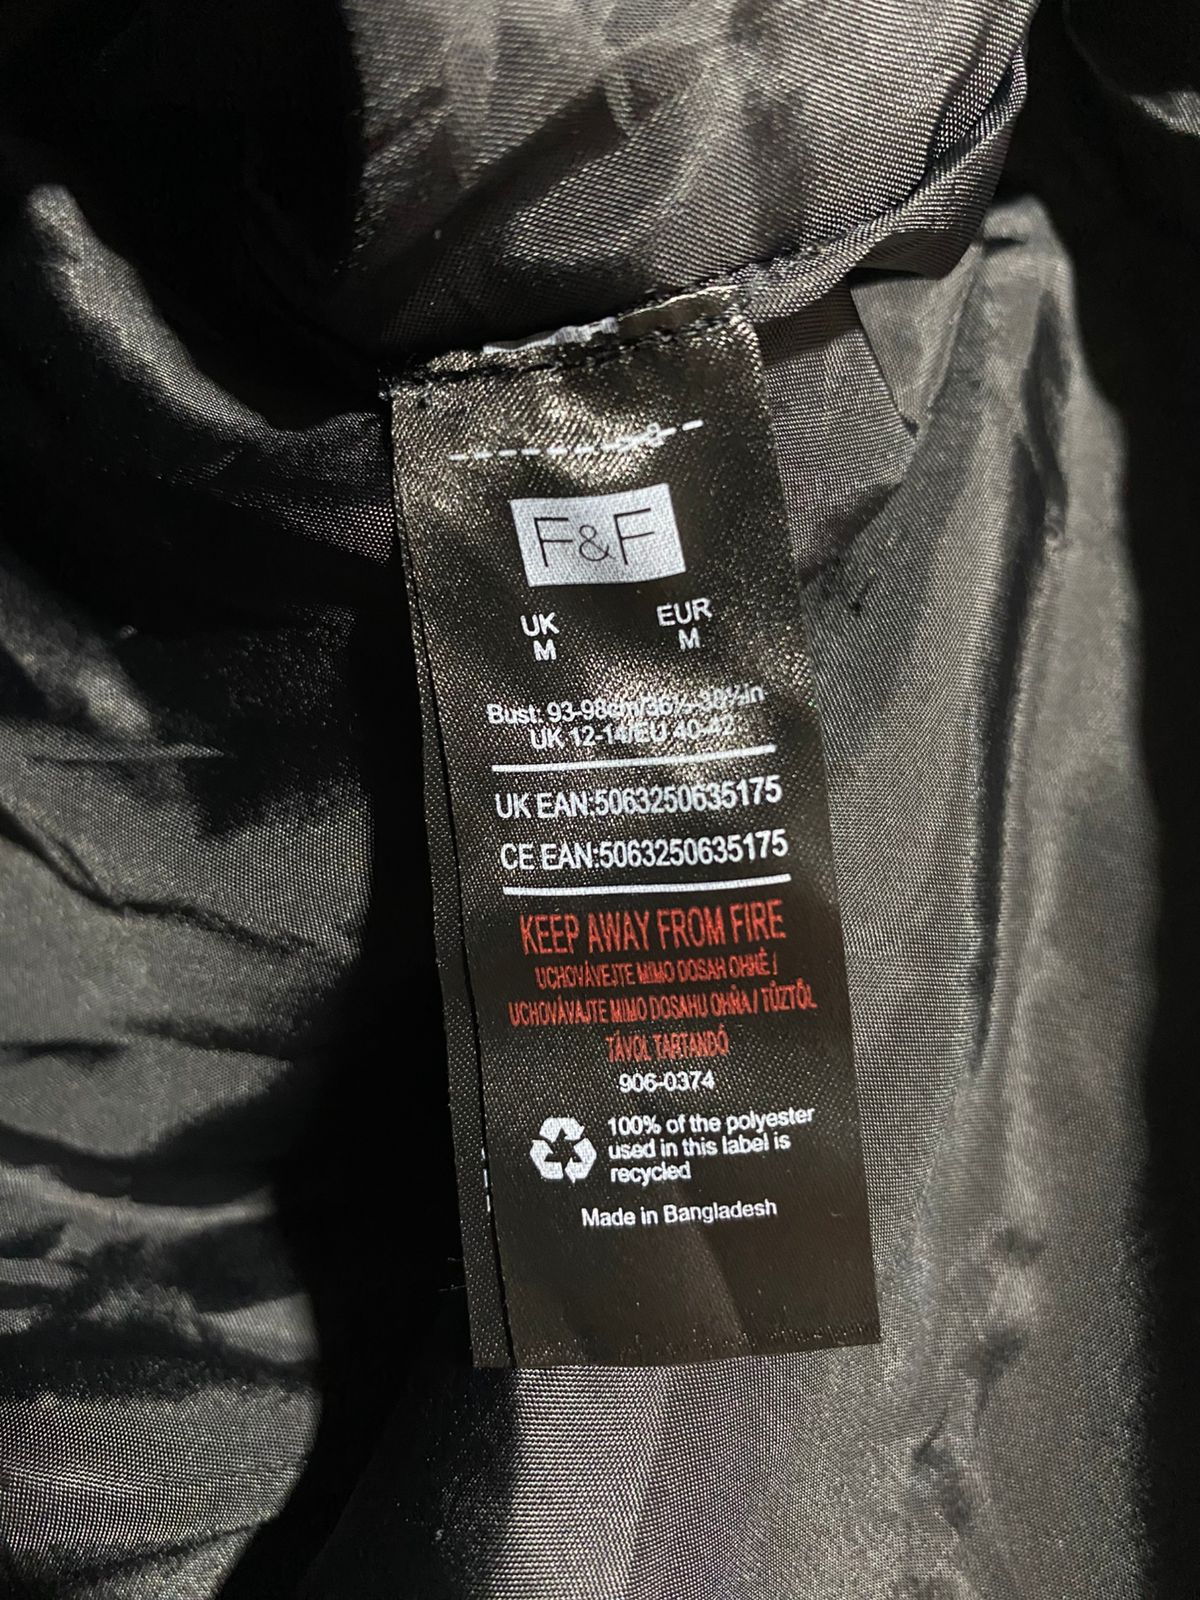 F&F
UK EUR
M M
Bust: 93-98cm/36½-38½in
UK 12-14/EU 40-42
UK EAN:5063250635175
CE EAN:5063250635175
KEEP AWAY FROM FIRE
UCHOVÁVEJTE MIMO DOSAH OHNĚ /
UCHOVÁVAJTE MIMO DOSAHU OHŇA / TŰZTŐL
TÁVOL TARTANDÓ
906-0374
100% of the polyester
used in this label is
recycled
Made in Bangladesh